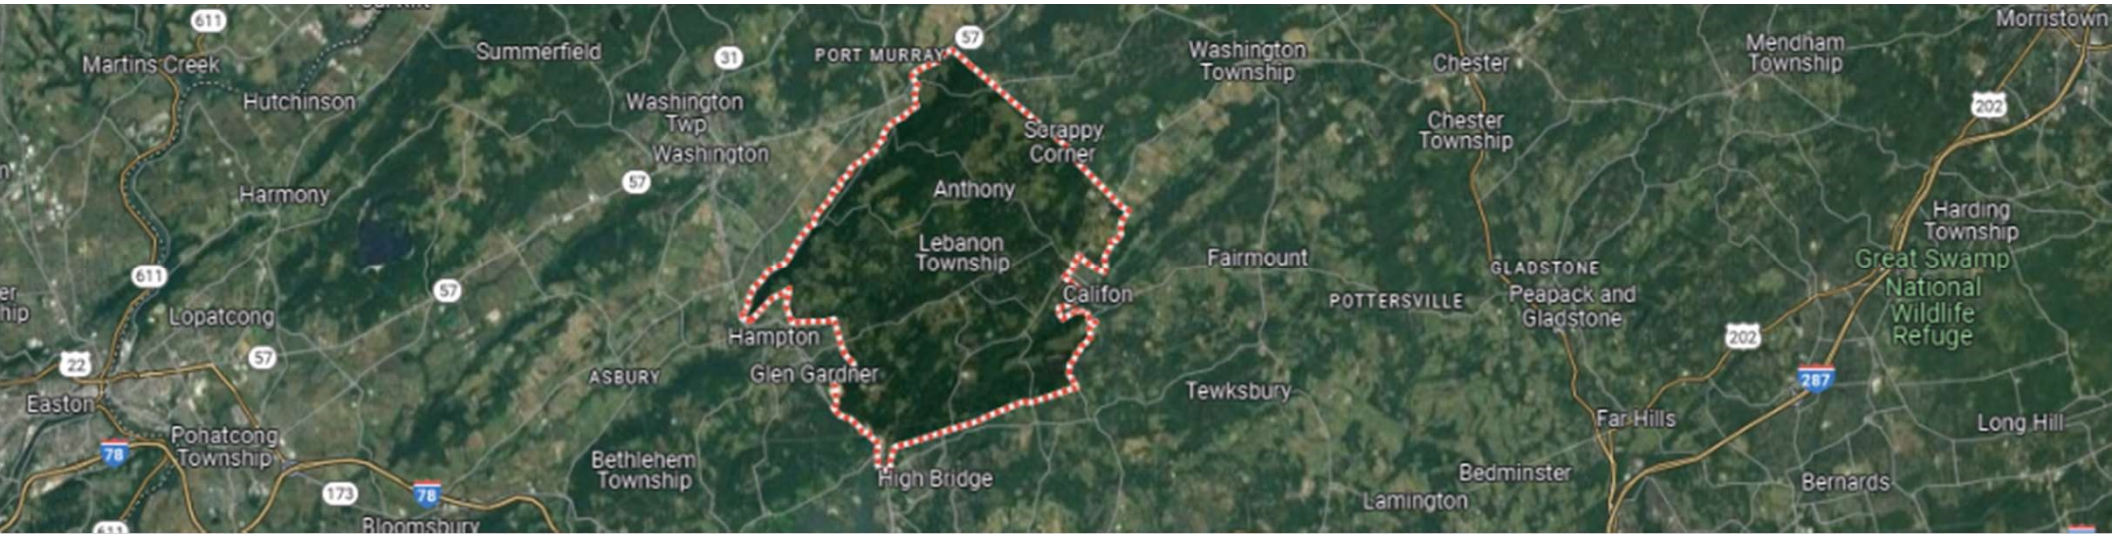 611
57
Morristown
Summerfield
31
PORT MURRAY
Washington
Township
Chester
Mendham
Township
Martins Creek
Hutchinson
Washington
Twp
202
Scrappy
Corner
Chester
Township
Washington
57
Harmony
Anthony
Harding
Township
Lebanon
Township
Fairmount
Great Swamp
National
Wildlife
Refuge
611
57
GLADSTONE
Califon
POTTERSVILLE
Peapack and
Gladstone
Lopatcong
Hampton
202
22
57
ASBURY
Glen Gardner
287
Easton
Tewksbury
Far Hills
Long Hill
Pohatcong
Township
78
Bethlehem
Township
High Bridge
Bedminster
Bernards
173
78
Lamington
Bloomsbury
611